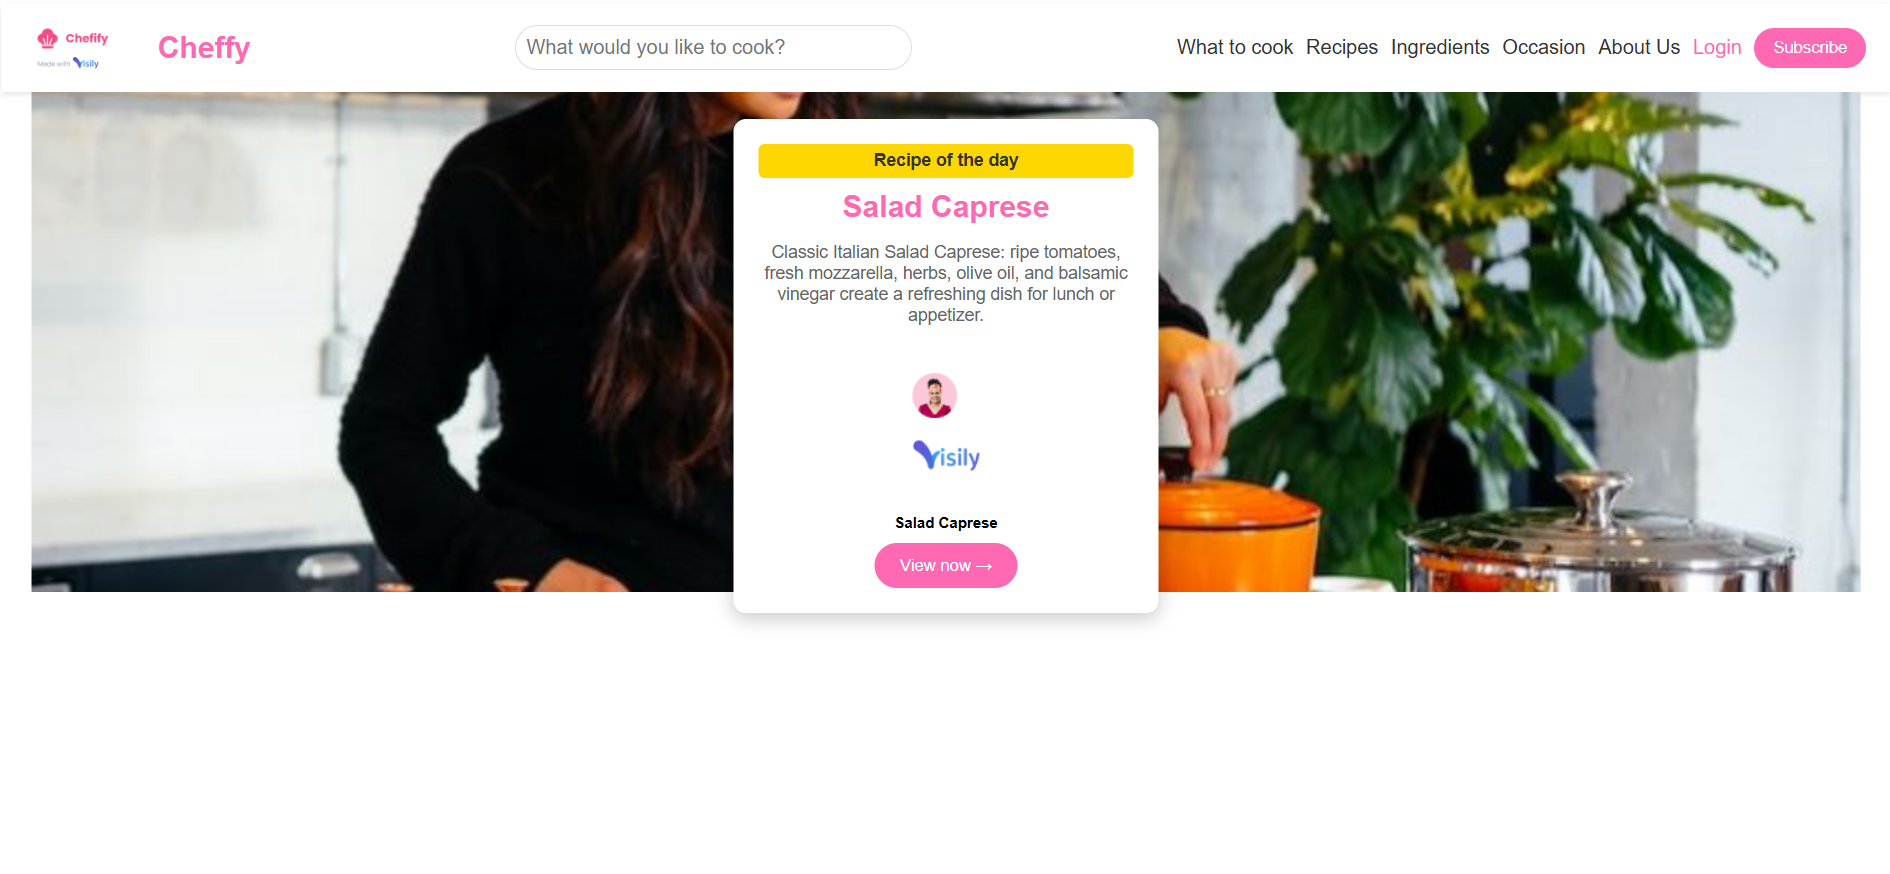 Chefify
Made with Visily
Cheffy
What would you like to cook?
What to cook Recipes Ingredients Occasion About Us Login Subscribe
Recipe of the day
Salad Caprese
Classic Italian Salad Caprese: ripe tomatoes,
fresh mozzarella, herbs, olive oil, and balsamic
vinegar create a refreshing dish for lunch or
appetizer.
Visily
Salad Caprese
View now →